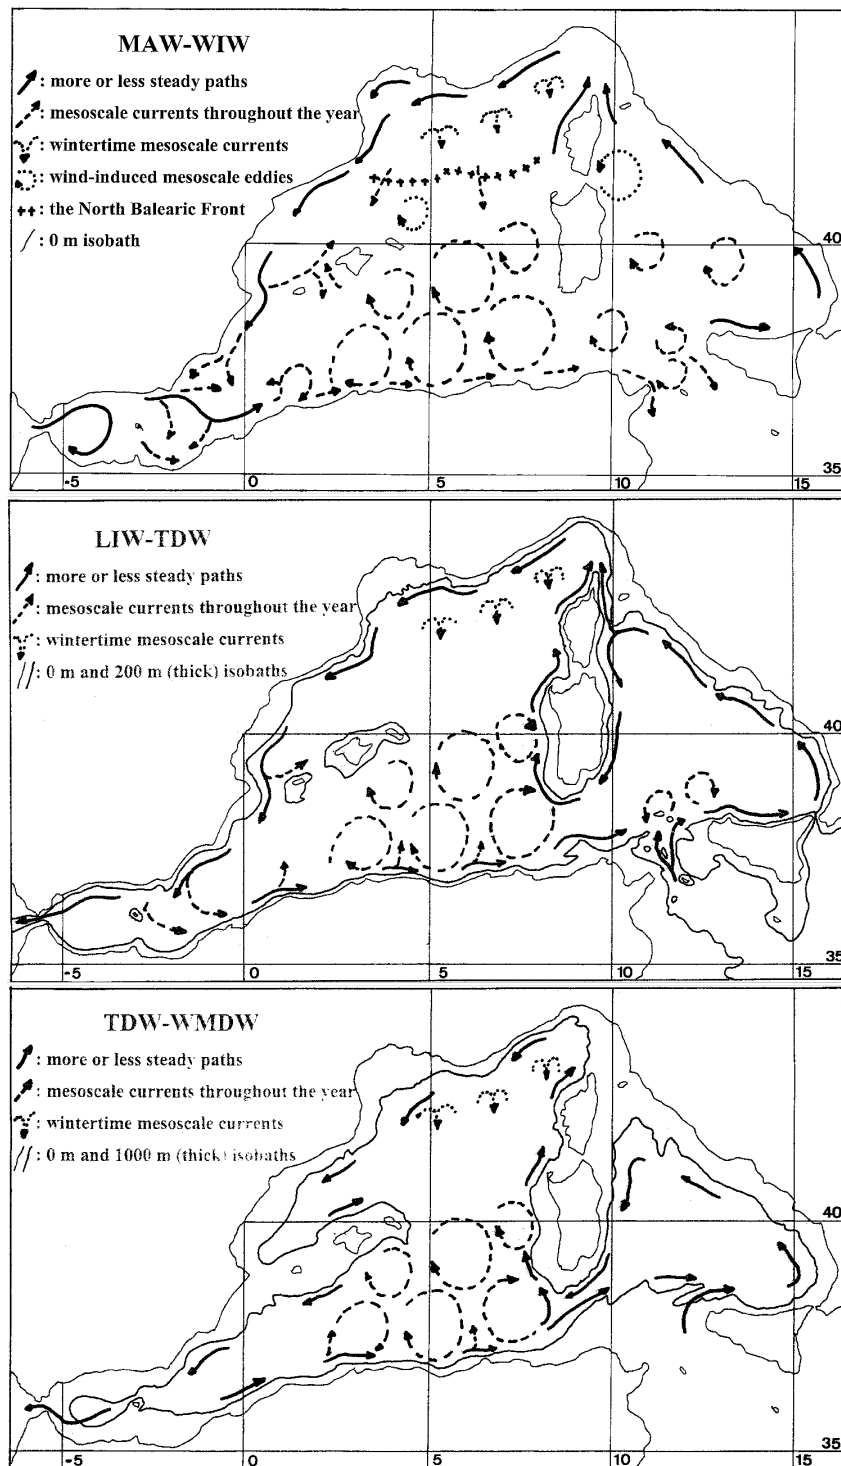 MAW-WIW
: more or less steady paths
: mesoscale currents throughout the year
: wintertime mesoscale currents
: wind-induced mesoscale eddies
: the North Balearic Front
: 0 m isobath
40
35
-5 0 5 10 15
LIW-TDW
: more or less steady paths
: mesoscale currents throughout the year
: wintertime mesoscale currents
: 0 m and 200 m (thick) isobaths
40
35
-5 0 5 10 15
TDW-WMDW
: more or less steady paths
: mesoscale currents throughout the year
: wintertime mesoscale currents
: 0 m and 1000 m (thick) isobaths
40
35
-5 0 5 10 15